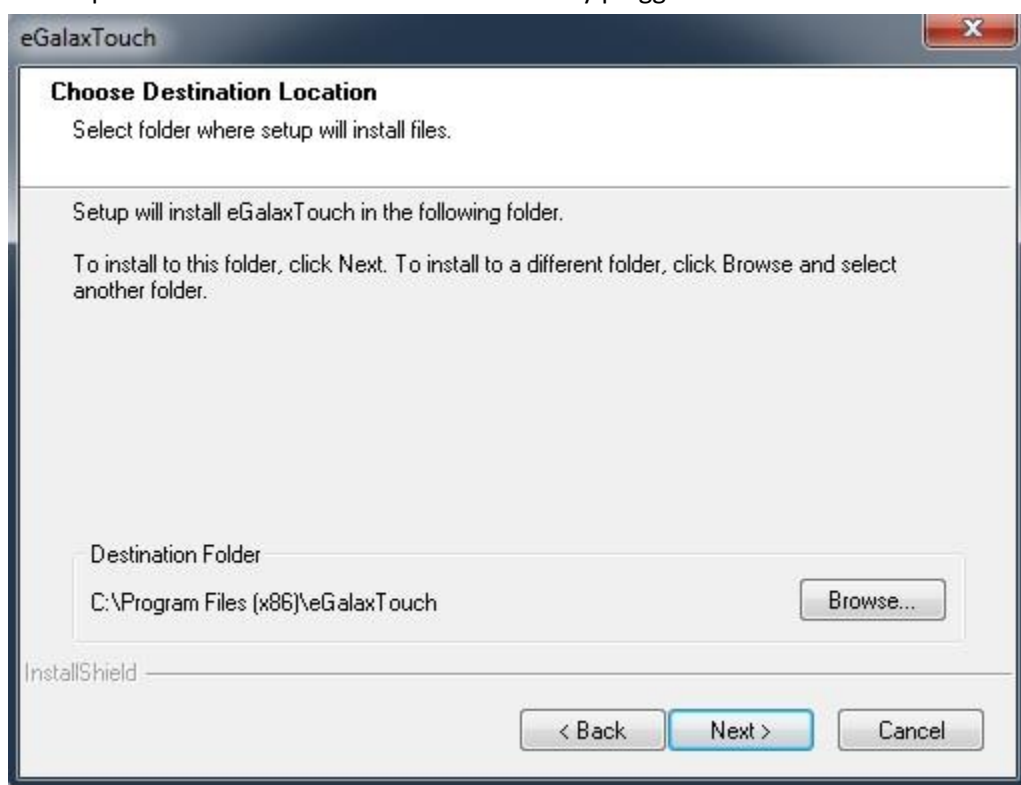 eGalaxTouch
Choose Destination Location
Select folder where setup will install files.
Setup will install eGalaxTouch in the following folder.
To install to this folder, click Next. To install to a different folder, click Browse and select
another folder.
Destination Folder
C:\Program Files (x86)\eGalaxTouch
Browse...
InstallShield
< Back
Next >
Cancel